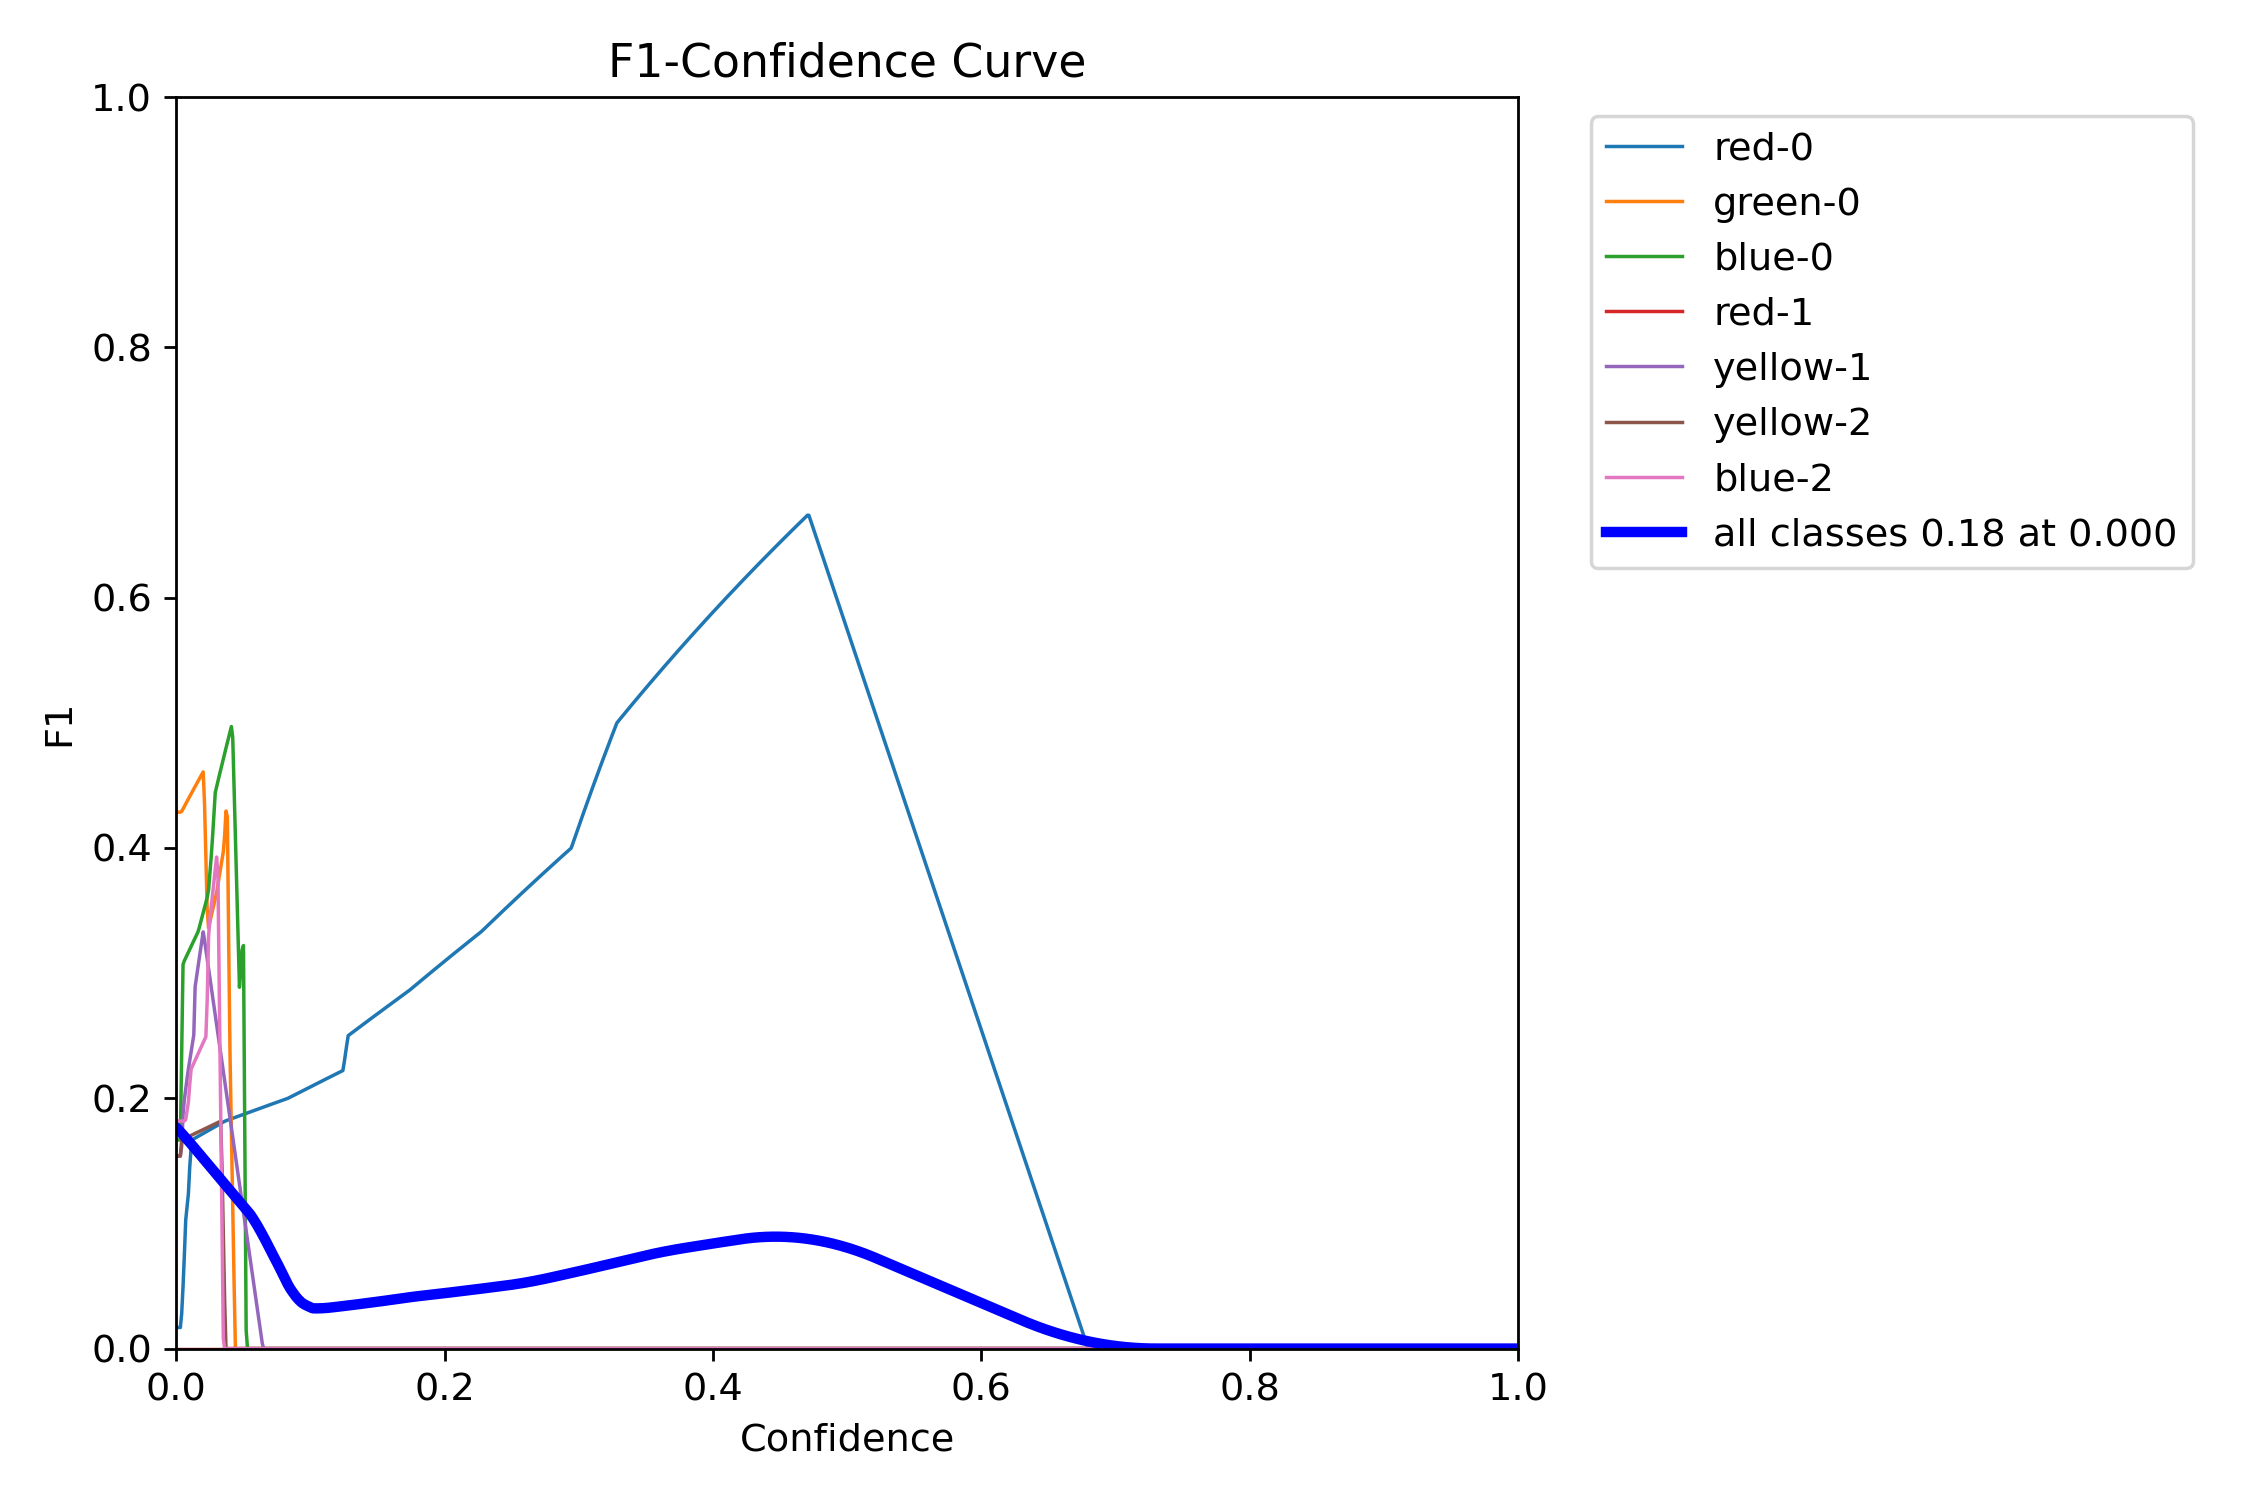 F1-Confidence Curve
1.0
0.8
0.6
0.4
0.2
0.0
F1
0.0 0.2 0.4 0.6 0.8 1.0
Confidence
red-0
green-0
blue-0
red-1
yellow-1
yellow-2
blue-2
all classes 0.18 at 0.000